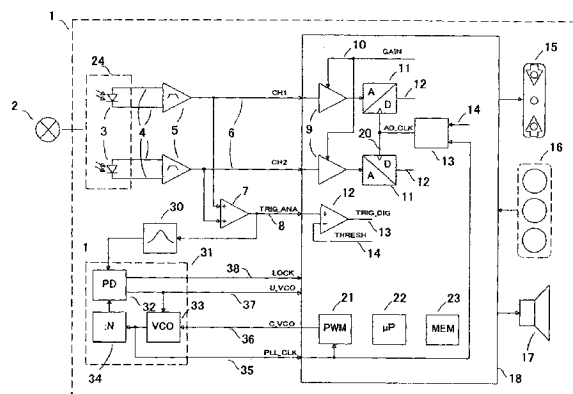 1
2
24
3
4
5
6
CH1
10
GAIN
A
D
11
12
15
CH2
9
20
AD_CLK
14
13
A
D
11
12
16
7
8
TRIG_ANA
12
TRIG_DIG
13
THRESH
14
30
1
31
38
LOCK
PD
32
U_VCO
37
33
:N
VCO
34
C_VCO
36
PLL_CLK
35
21
PWM
22
µP
23
MEM
17
18